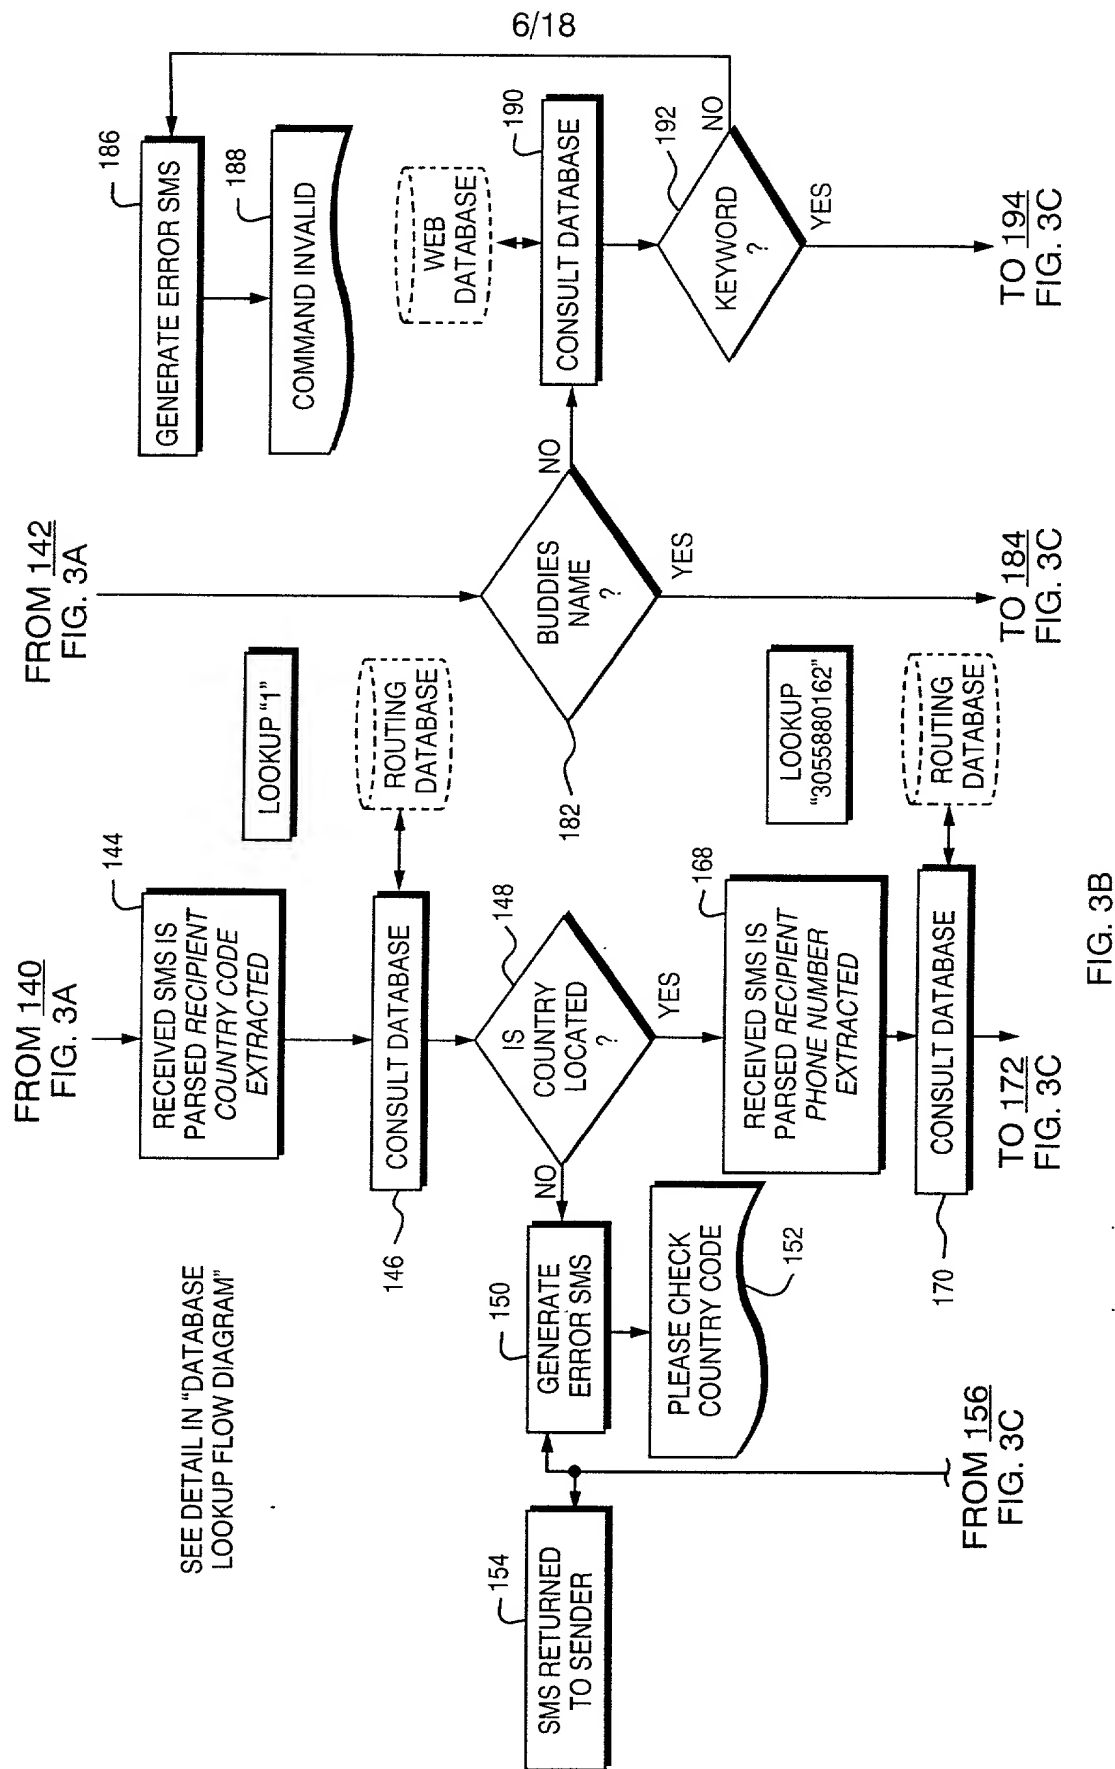 6/18
FROM 140
FIG. 3A
FROM 142
FIG. 3A
SEE DETAIL IN "DATABASE
LOOKUP FLOW DIAGRAM"
144
RECEIVED SMS IS
PARSED RECIPIENT
COUNTRY CODE
EXTRACTED
LOOKUP "1"
186
GENERATE ERROR SMS
188
COMMAND INVALID
146
CONSULT DATABASE
ROUTING
DATABASE
WEB
DATABASE
148
IS
COUNTRY
LOCATED
?
NO
YES
182
BUDDIES
NAME
?
NO
YES
190
CONSULT DATABASE
192
KEYWORD
?
NO
YES
154
SMS RETURNED
TO SENDER
150
GENERATE
ERROR SMS
PLEASE CHECK
COUNTRY CODE
152
168
RECEIVED SMS IS
PARSED RECIPIENT
PHONE NUMBER
EXTRACTED
LOOKUP
"3055880162"
170
CONSULT DATABASE
ROUTING
DATABASE
FROM 156
FIG. 3C
TO 172
FIG. 3C
TO 184
FIG. 3C
TO 194
FIG. 3C
FIG. 3B